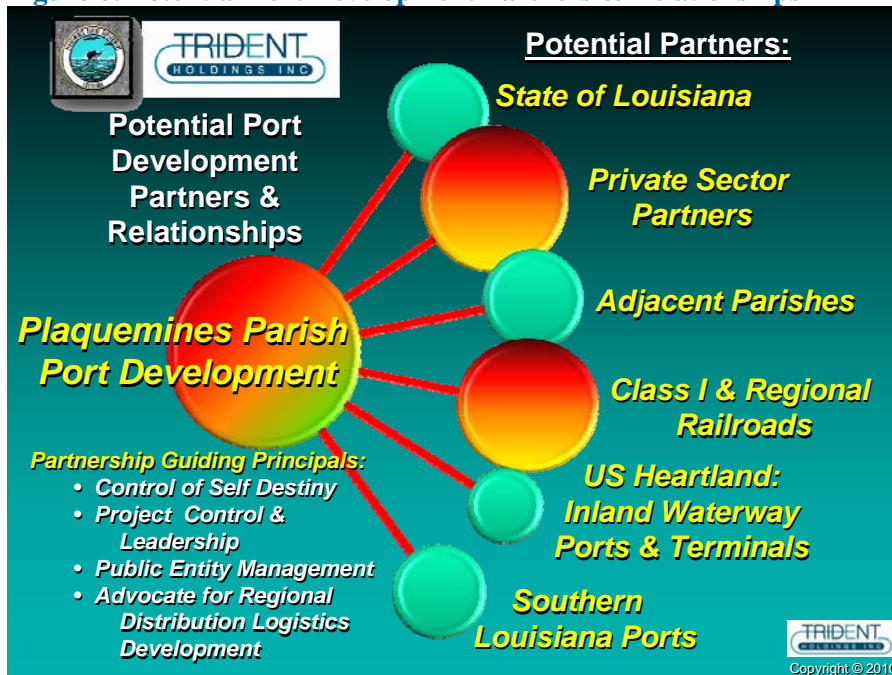 TRIDENT
HOLDINGS INC
Potential Port
Development
Partners &
Relationships
Potential Partners:
State of Louisiana
Private Sector
Partners
Adjacent Parishes
Class I & Regional
Railroads
US Heartland:
Inland Waterway
Ports & Terminals
Southern
Louisiana Ports
Plaquemines Parish
Port Development
Partnership Guiding Principals:
• Control of Self Destiny
• Project Control &
Leadership
• Public Entity Management
• Advocate for Regional
Distribution Logistics
Development
TRIDENT
HOLDINGS INC
Copyright © 2010